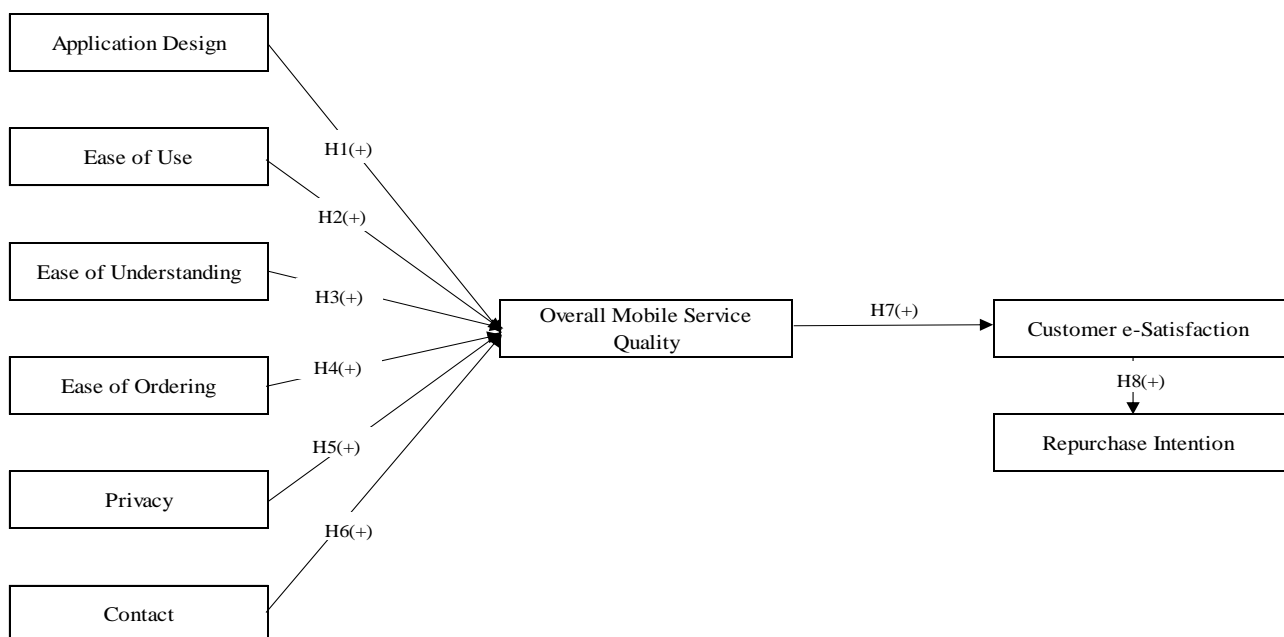 Application Design
H1(+)
Ease of Use
H2(+)
Ease of Understanding
H3(+)
Overall Mobile Service
Quality
H7(+)
Customer e-Satisfaction
H4(+)
Ease of Ordering
H8(+)
H5(+)
Repurchase Intention
Privacy
H6(+)
Contact